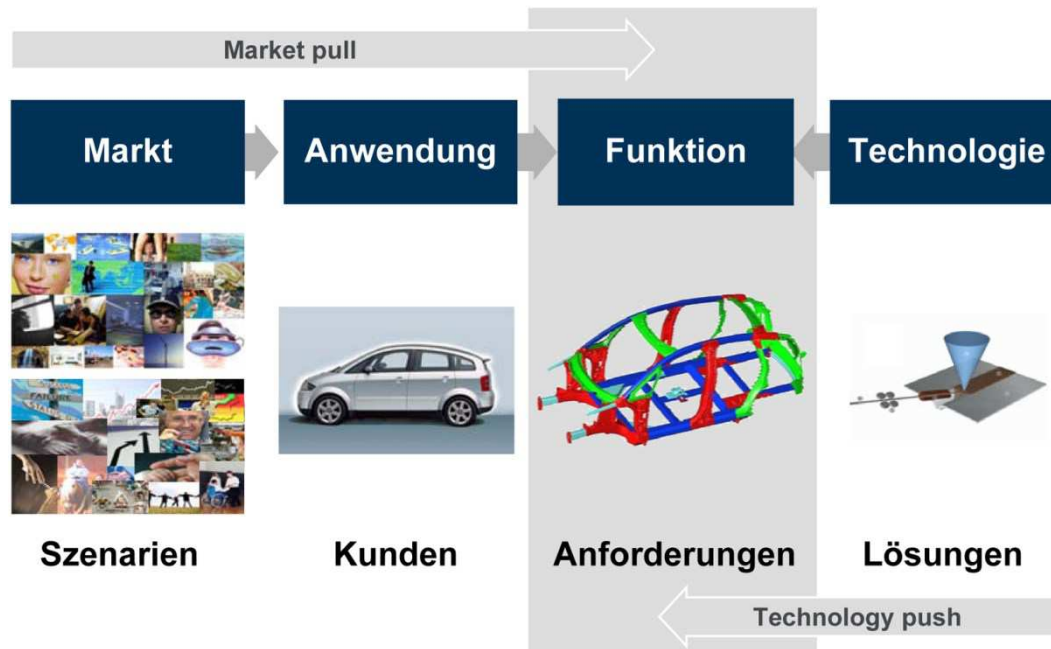 Market pull
Markt
Anwendung
Funktion
Technologie
Szenarien
Kunden
Anforderungen
Lösungen
Technology push